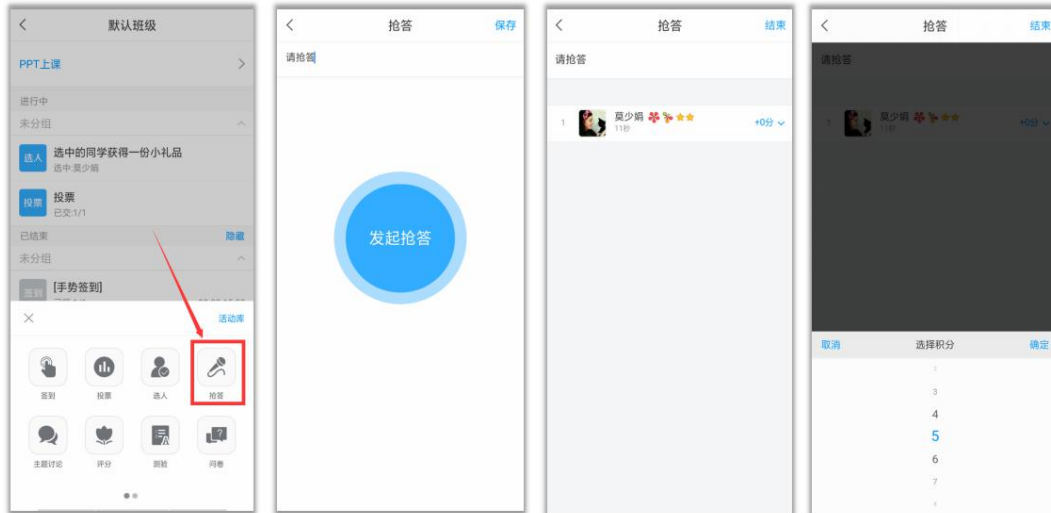 默认班级
PPT上课
进行中
未分组
选人
选中的同学获得一份小礼品
选中:莫少娟
投票
投票
已交:1/1
已结束
隐藏
未分组
签到
[手势签到]
活动库
签到
投票
选人
抢答
主题讨论
评分
测验
问卷
抢答
保存
请抢答
发起抢答
抢答
结束
请抢答
1
莫少娟
11秒
+0分
抢答
结束
请抢答
1
莫少娟
11秒
+0分
取消
选择积分
确定
3
4
5
6
7